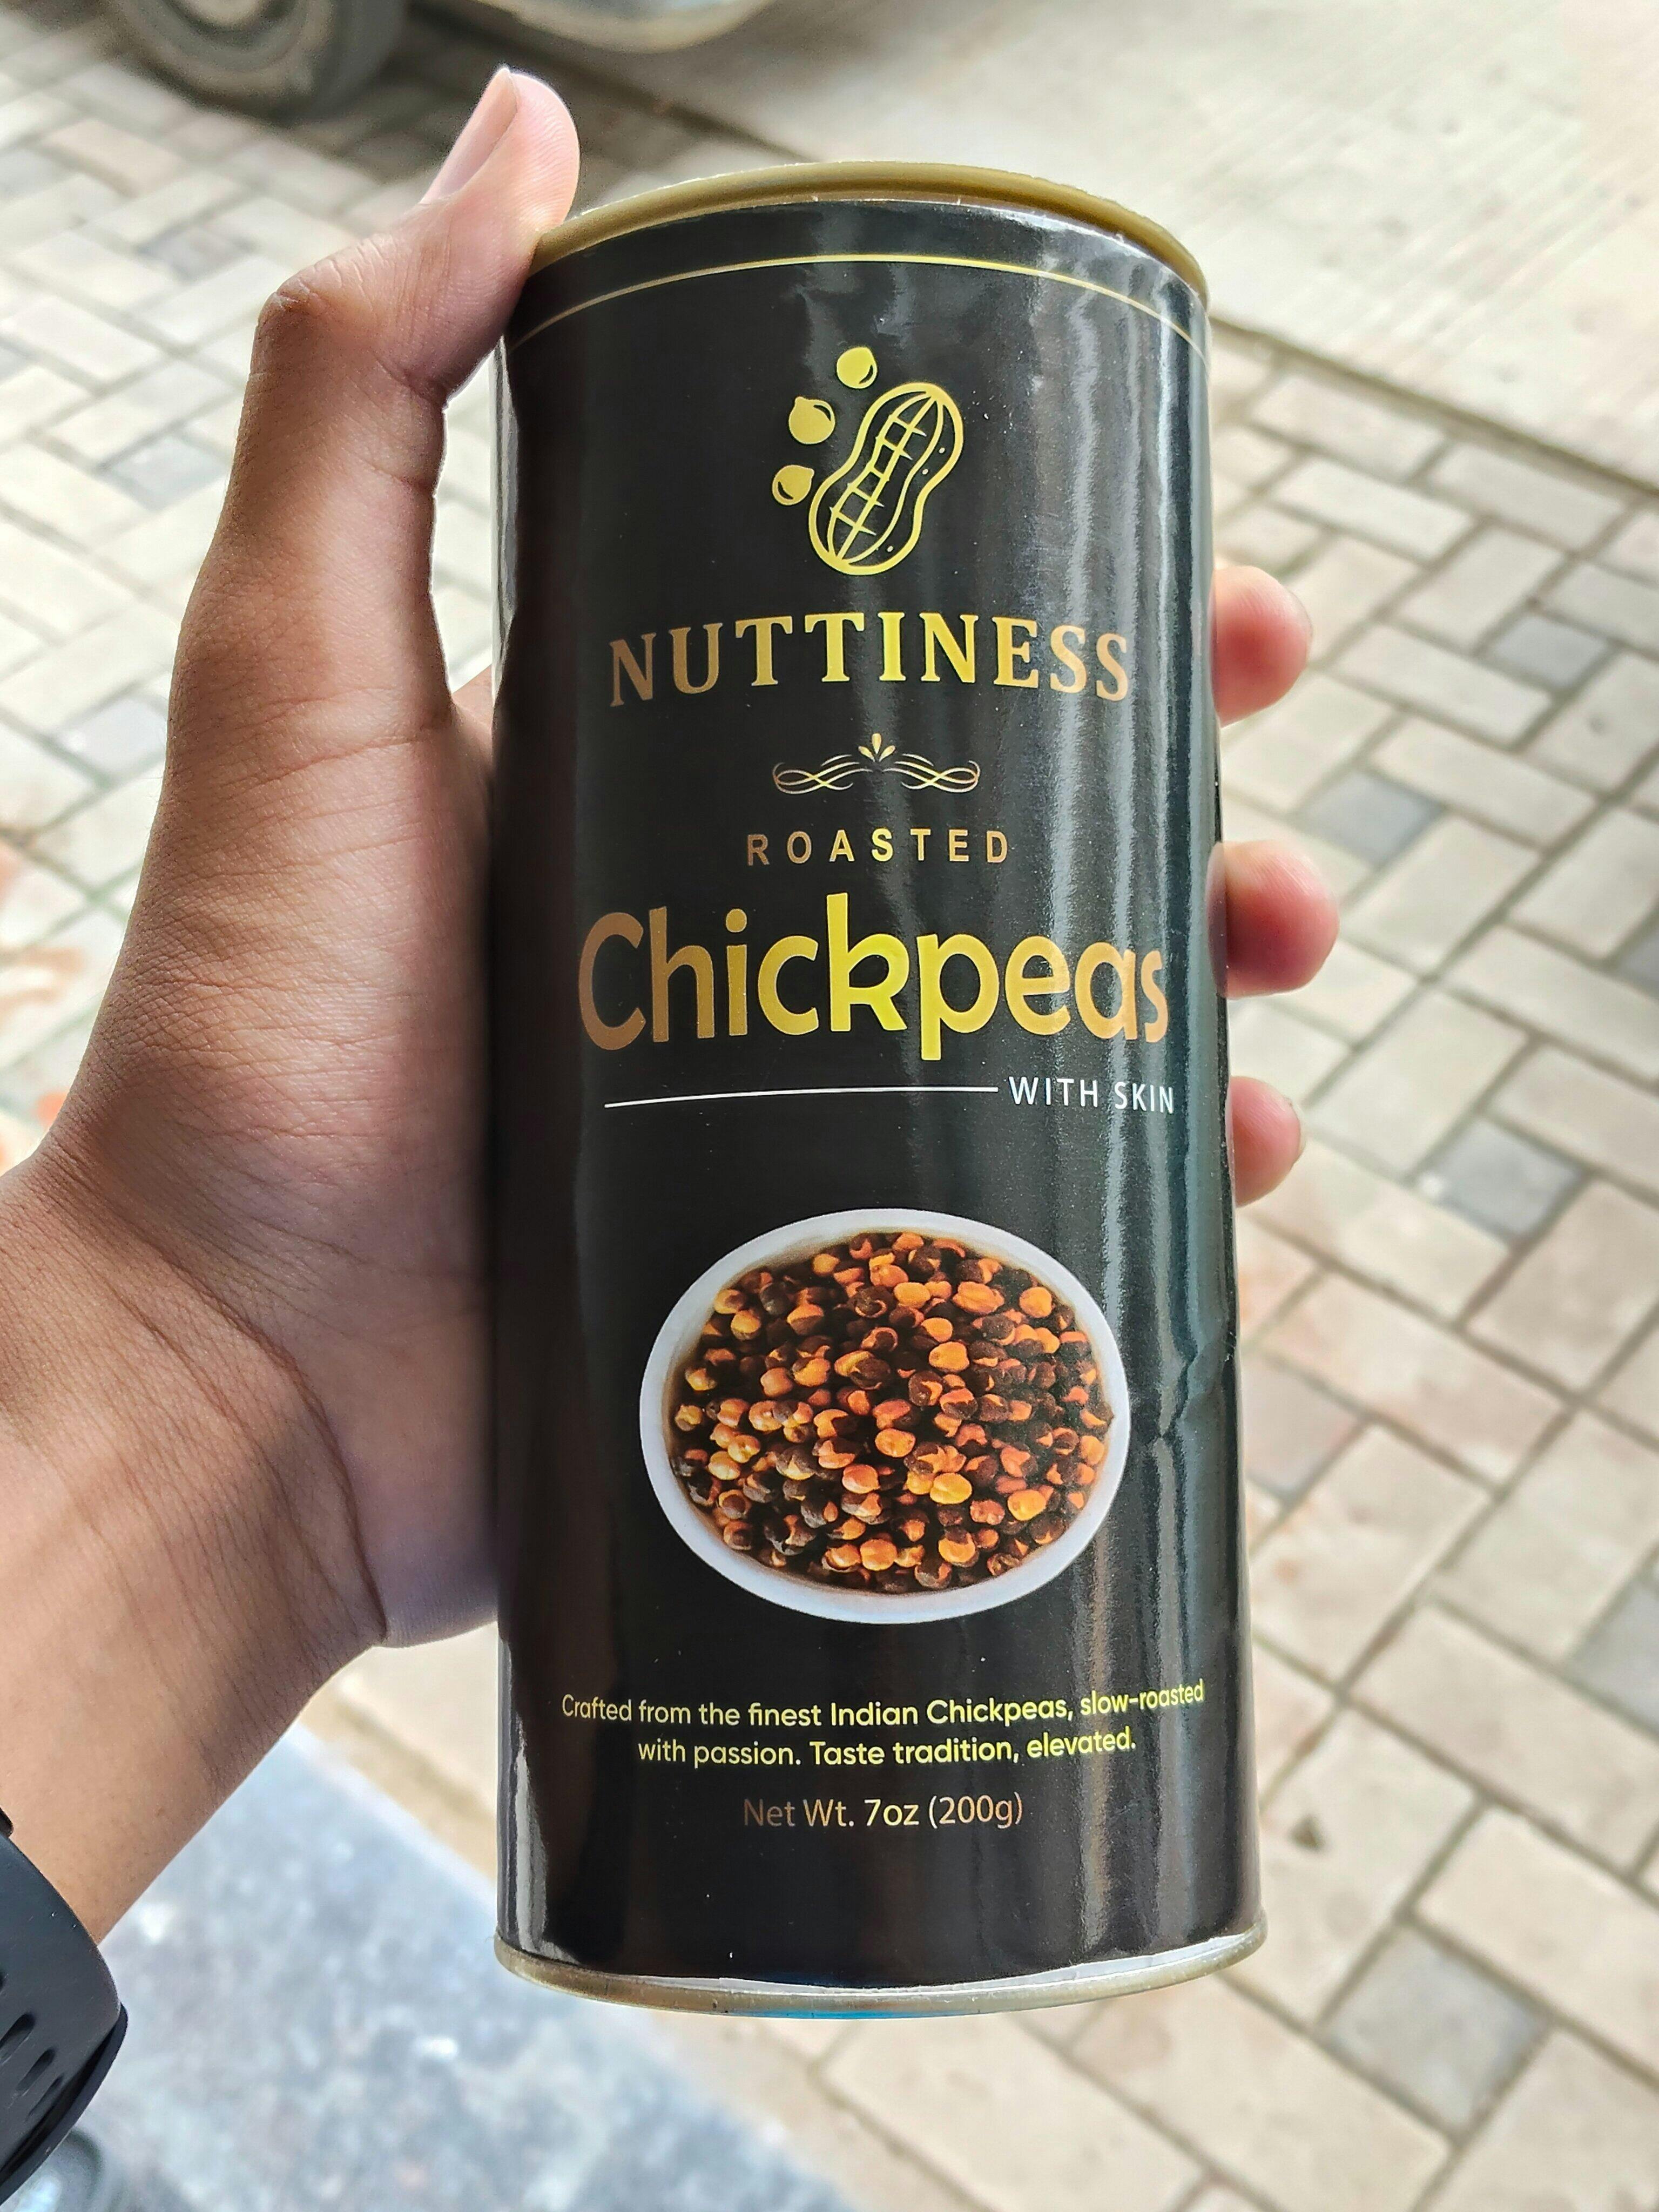 NUTTINESS
ROASTED
Chickpeas
WITH SKIN
Crafted from the finest Indian Chickpeas, slow-roasted
with passion. Taste tradition, elevated.
Net Wt. 7oz (200g)